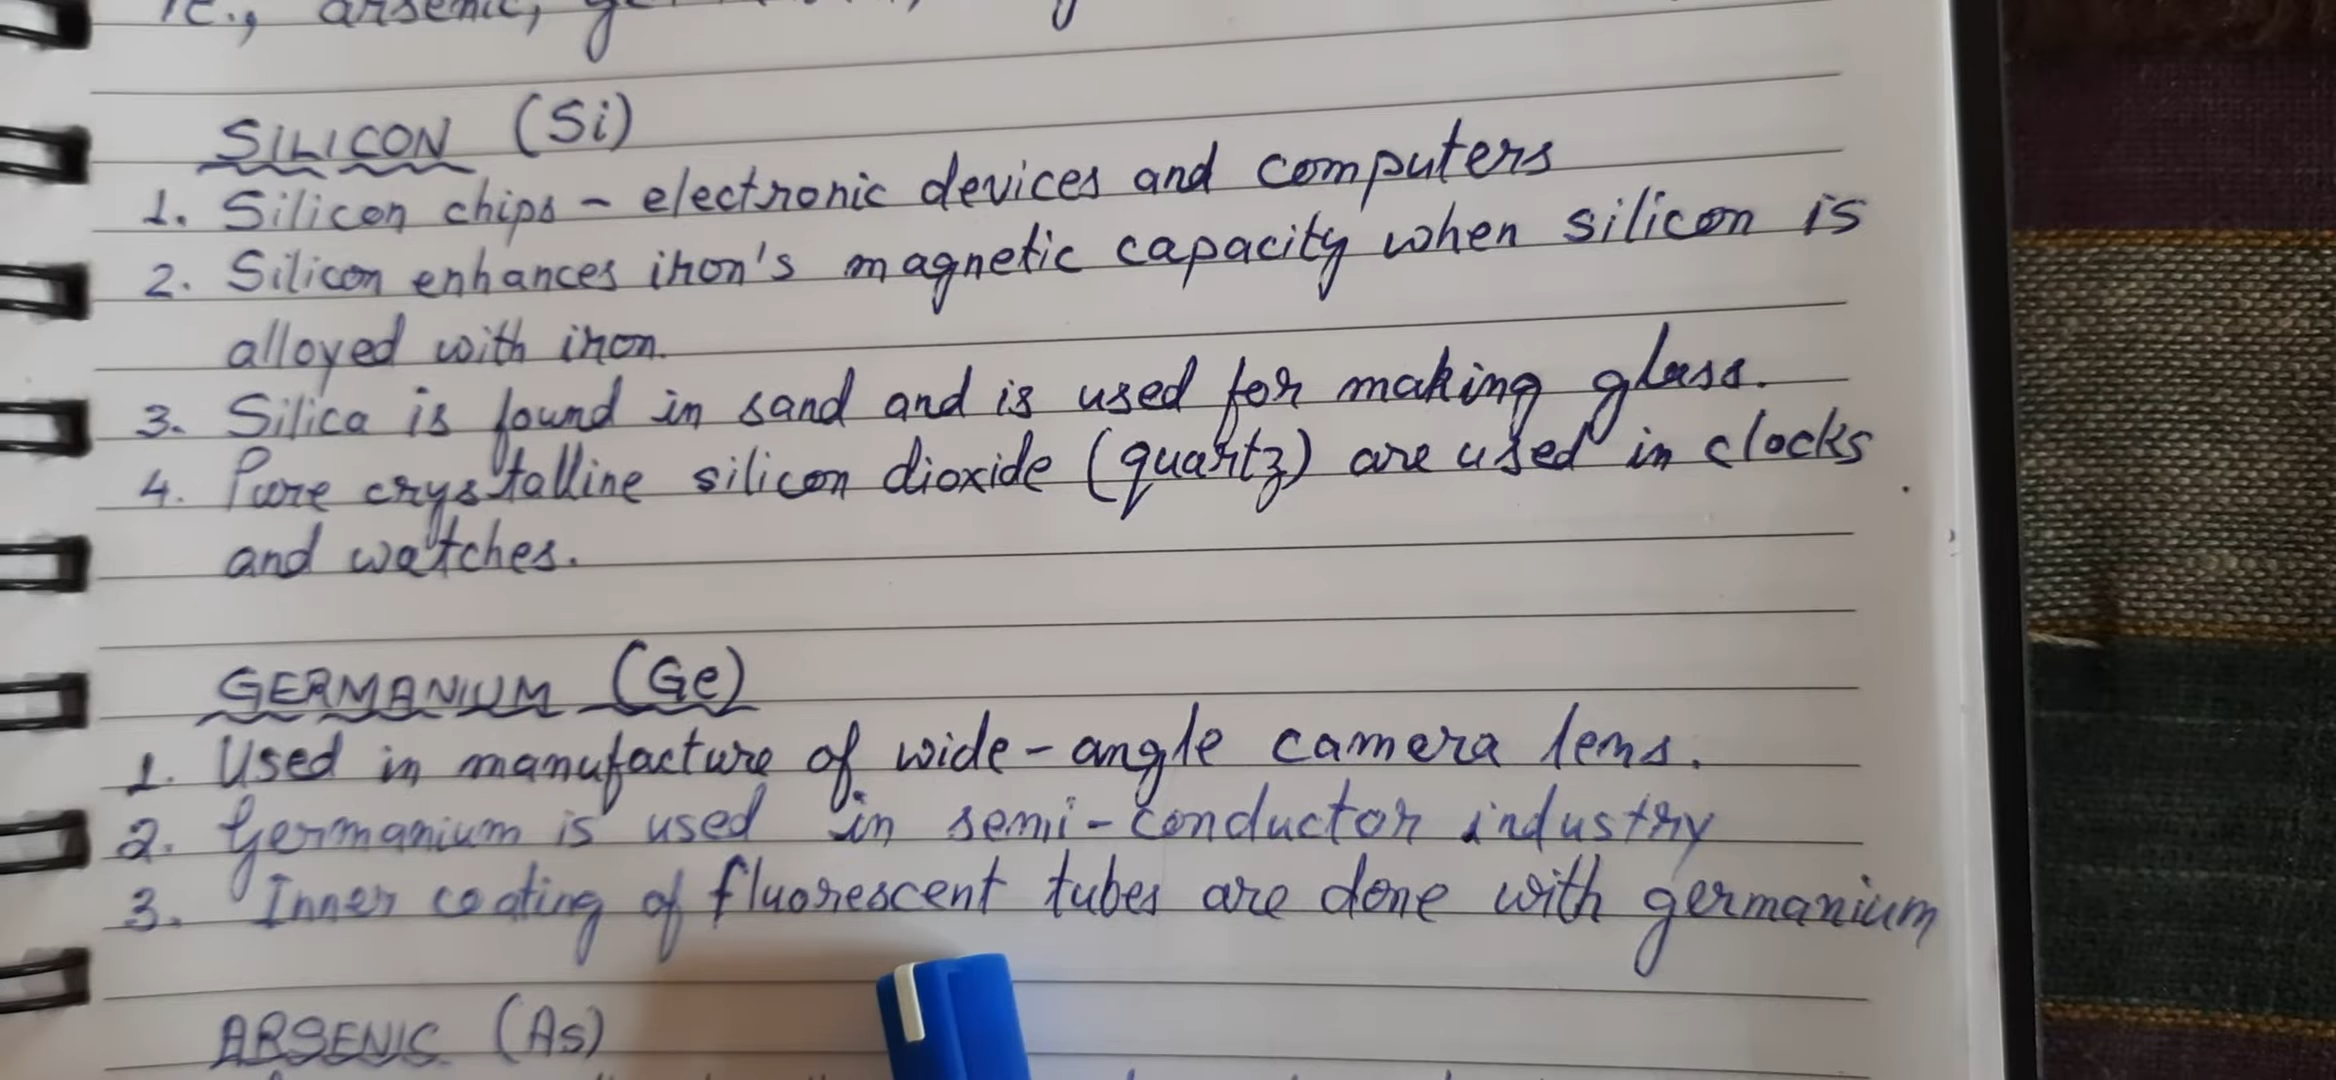 arsenic,
SILICON (Si)
1. Silicon chips - electronic devices and computers
2. Silicon enhances iron's magnetic capacity when silicon is
alloyed with iron.
3. Silica is found in sand and is used for making glass.
4. Pure crystalline silicon dioxide (quartz) are used in clocks
and watches.
GERMANIUM (Ge)
1. Used in manufacture of wide-angle camera lens.
2. Germanium is used in semi-conductor industry
3. Inner coating of fluorescent tubes are done with germanium
ARSENIC (As)